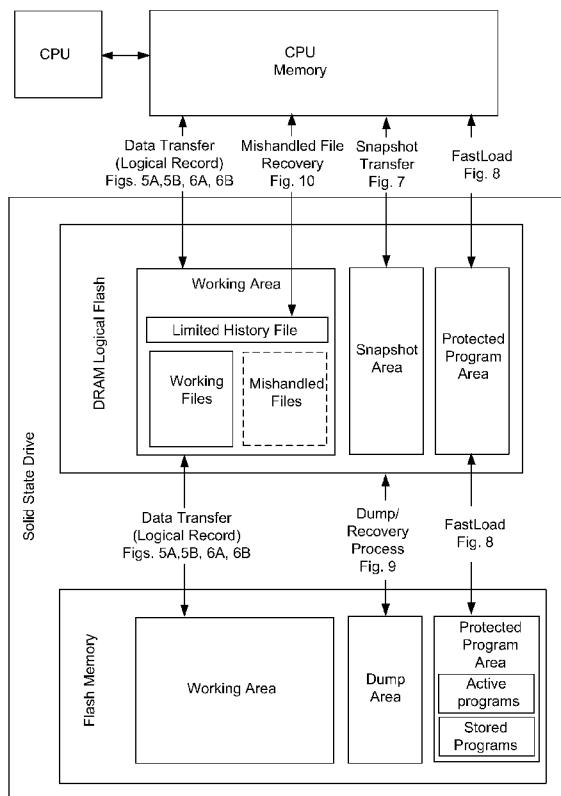 CPU
CPU
Memory
Data Transfer
(Logical Record)
Figs. 5A,5B, 6A, 6B
Mishandled File
Recovery
Fig. 10
Snapshot
Transfer
Fig. 7
FastLoad
Fig. 8
Solid State Drive
DRAM Logical Flash
Working Area
Limited History File
Working
Files
Mishandled
Files
Snapshot
Area
Protected
Program
Area
Data Transfer
(Logical Record)
Figs. 5A,5B, 6A, 6B
Dump/
Recovery
Process
Fig. 9
FastLoad
Fig. 8
Flash Memory
Working Area
Dump
Area
Protected
Program
Area
Active
programs
Stored
Programs